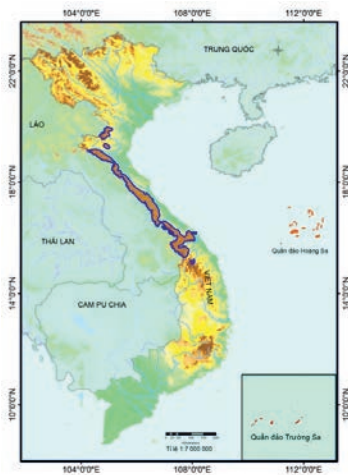 104°0'0"E 108°0'0"E 112°0'0"E
22°0'0"N
TRUNG QUỐC
LÀO
18°0'0"N
THÁI LAN
Quần đảo Hoàng Sa
VIỆT NAM
14°0'0"N
CAM PU CHIA
10°0'0"N
Tỉ lệ 1:7 000 000
Quần đảo Trường Sa
104°0'0"E 108°0'0"E 112°0'0"E